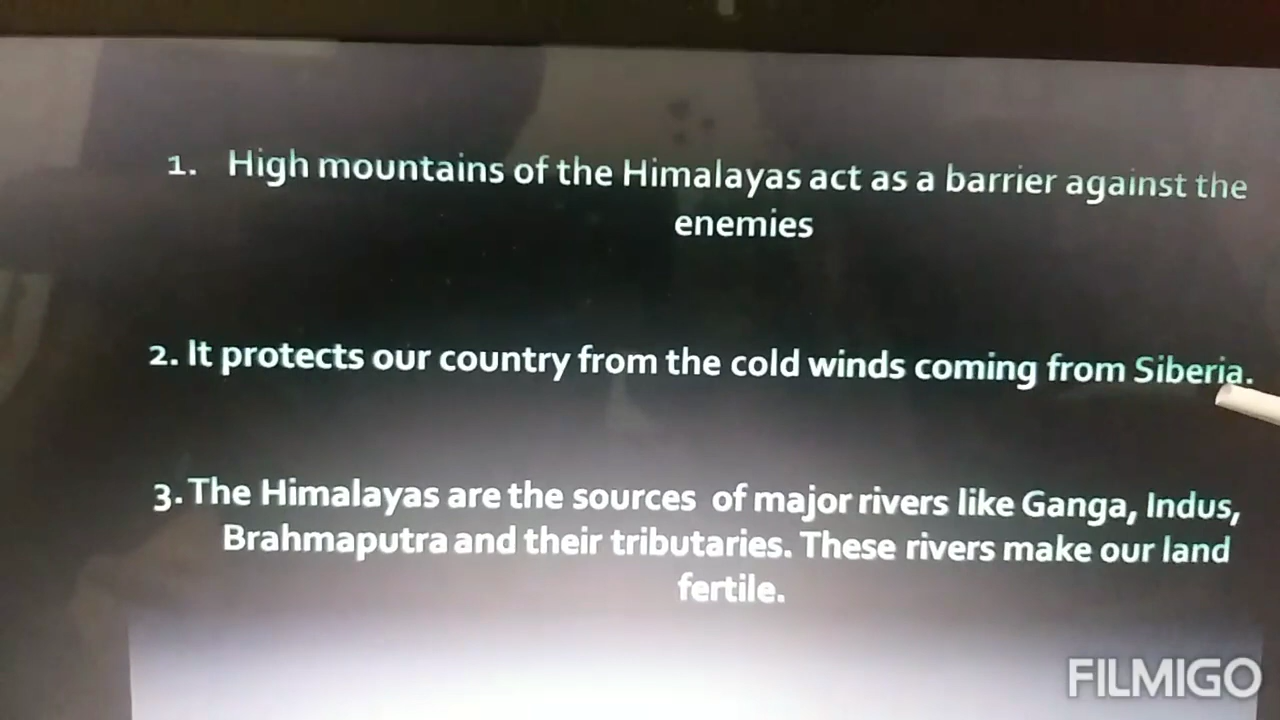 1. High mountains of the Himalayas act as a barrier against the
enemies
2. It protects our country from the cold winds coming from Siberia.
3. The Himalayas are the sources of major rivers like Ganga, Indus,
Brahmaputra and their tributaries. These rivers make our land
fertile.
FILMIGO